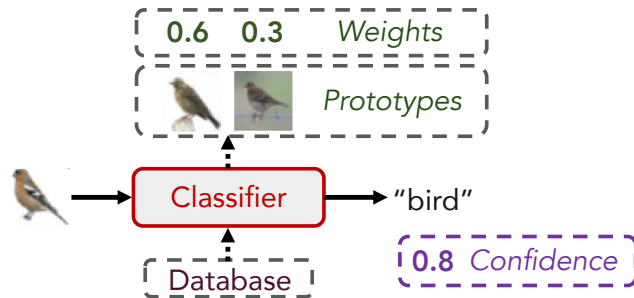 0.6 0.3 Weights
Prototypes
Classifier
“bird”
0.8 Confidence
Database